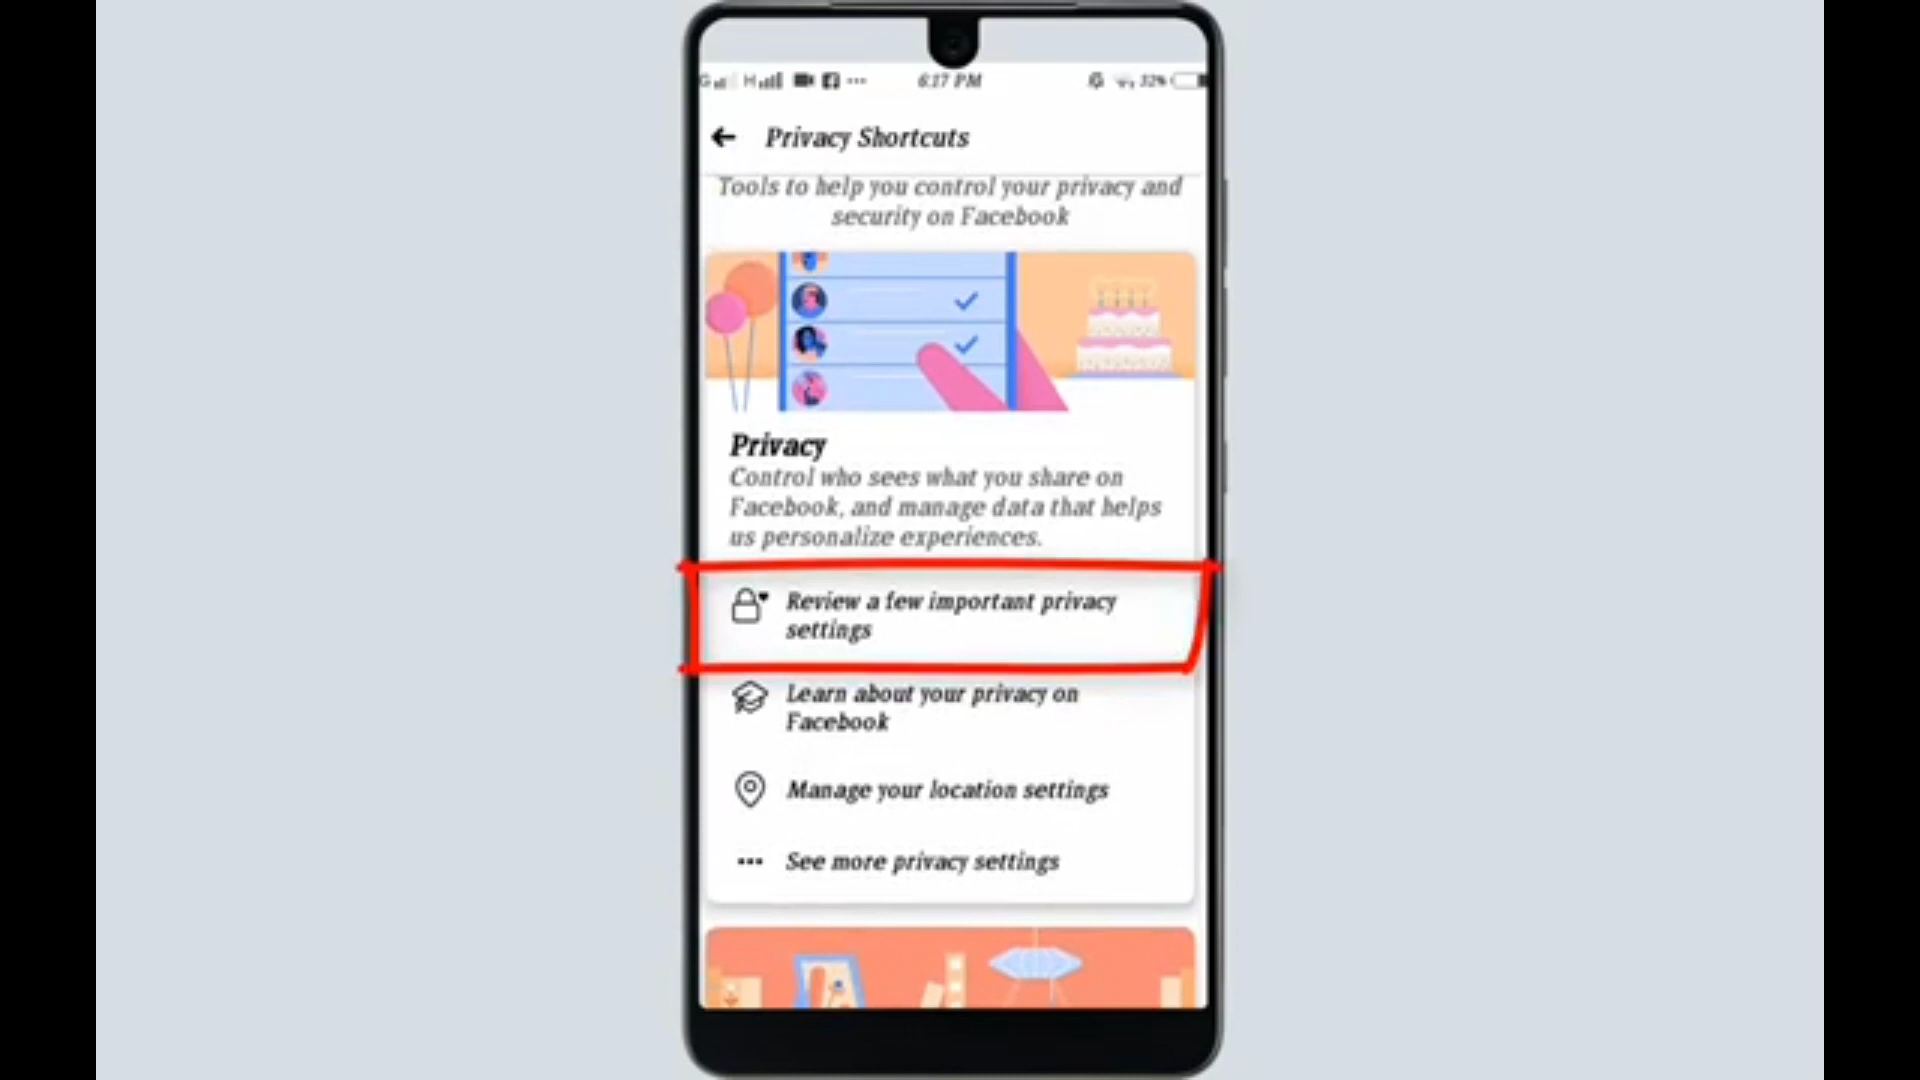 G H 6:17 PM 32%
Privacy Shortcuts
Tools to help you control your privacy and
security on Facebook
Privacy
Control who sees what you share on
Facebook, and manage data that helps
us personalize experiences.
Review a few important privacy
settings
Learn about your privacy on
Facebook
Manage your location settings
••• See more privacy settings